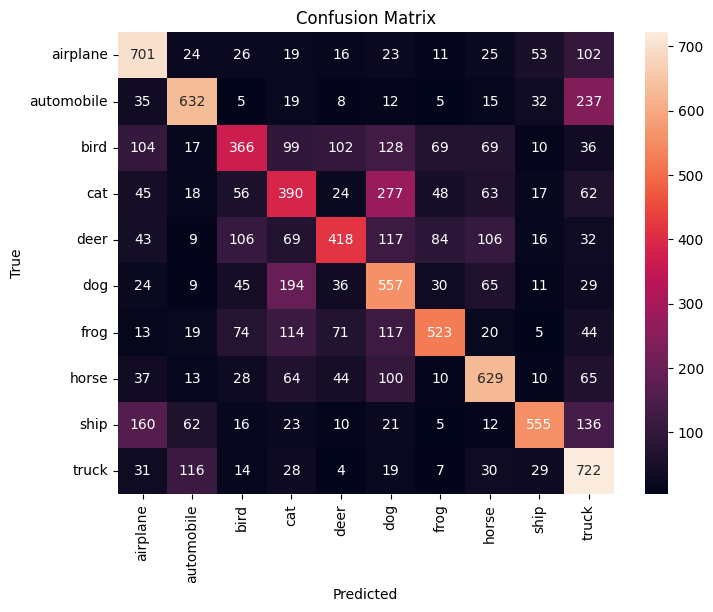 Confusion Matrix
True
airplane 701 24 26 19 16 23 11 25 53 102
automobile 35 632 5 19 8 12 5 15 32 237
bird 104 17 366 99 102 128 69 69 10 36
cat 45 18 56 390 24 277 48 63 17 62
deer 43 9 106 69 418 117 84 106 16 32
dog 24 9 45 194 36 557 30 65 11 29
frog 13 19 74 114 71 117 523 20 5 44
horse 37 13 28 64 44 100 10 629 10 65
ship 160 62 16 23 10 21 5 12 555 136
truck 31 116 14 28 4 19 7 30 29 722
airplane automobile bird cat deer dog frog horse ship truck
Predicted
700
600
500
400
300
200
100